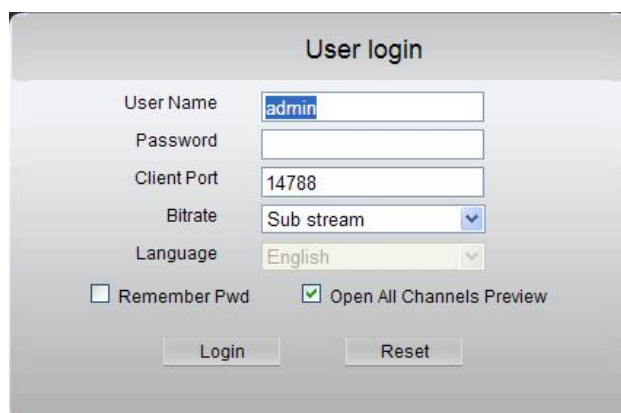 User login
User Name admin
Password
Client Port 14788
Bitrate Sub stream
Language English
Remember Pwd Open All Channels Preview
Login Reset